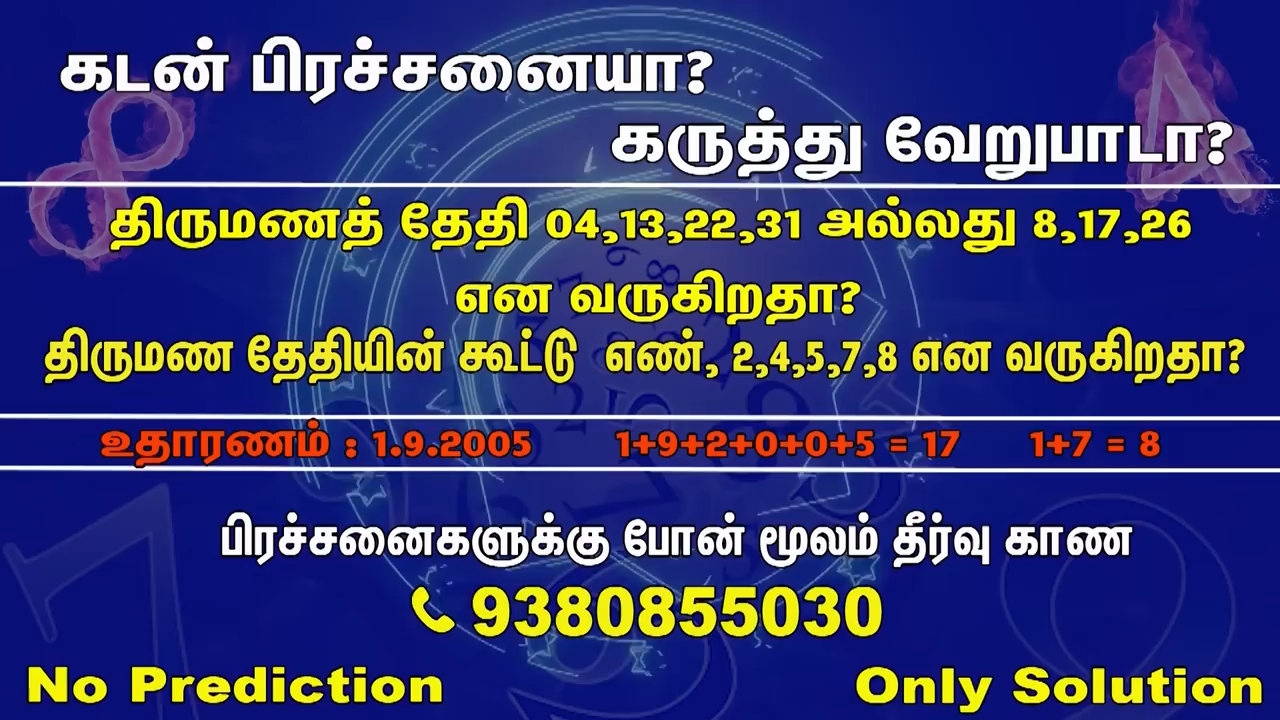 கடன் பிரச்சனையா?
கருத்து வேறுபாடா?
திருமணத் தேதி 04,13,22,31 அல்லது 8,17,26
என வருகிறதா?
திருமண தேதியின் கூட்டு எண், 2,4,5,7,8 என வருகிறதா?
உதாரணம் : 1.9.2005 1+9+2+0+0+5 = 17 1+7 = 8
பிரச்சனைகளுக்கு போன் மூலம் தீர்வு காண
9380855030
No Prediction Only Solution